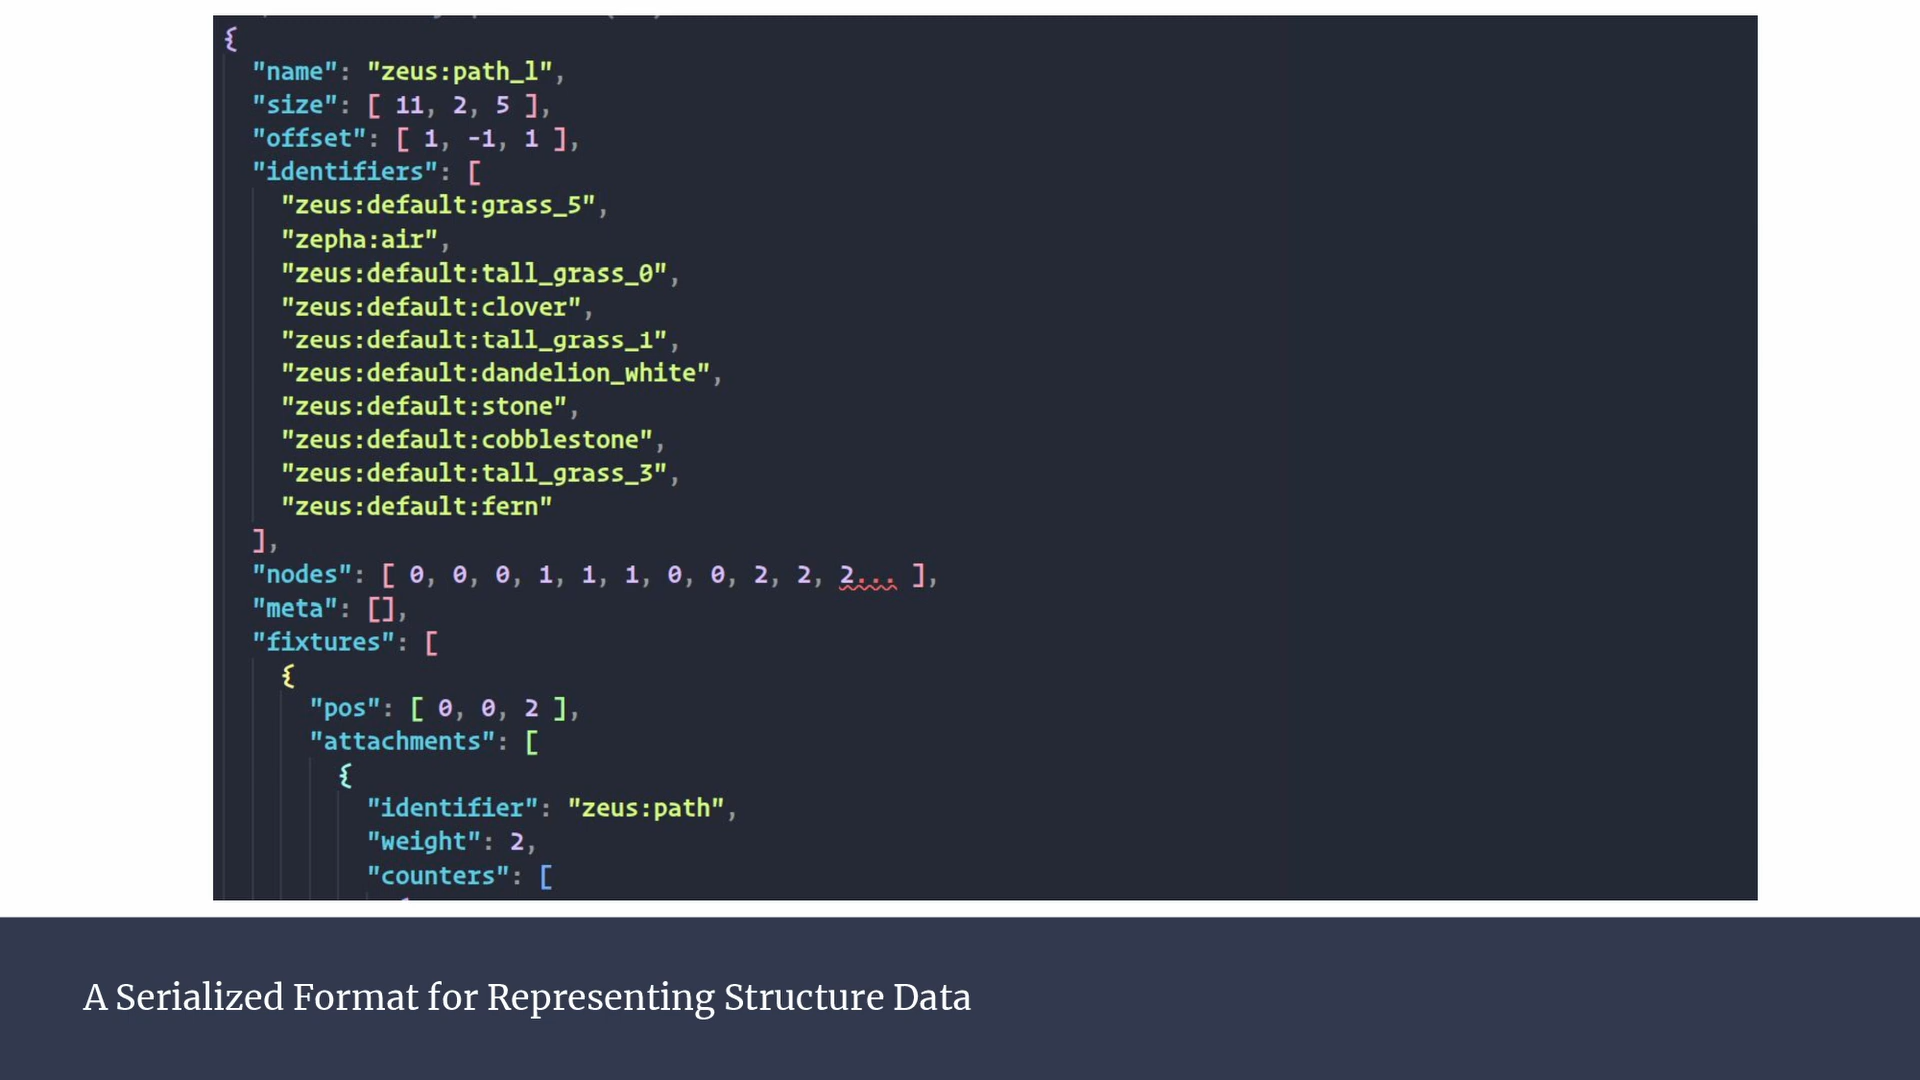 {
"name": "zeus:path_l",
"size": [ 11, 2, 5 ],
"offset": [ 1, -1, 1 ],
"identifiers": [
"zeus:default:grass_5",
"zepha:air",
"zeus:default:tall_grass_0",
"zeus:default:clover",
"zeus:default:tall_grass_1",
"zeus:default:dandelion_white",
"zeus:default:stone",
"zeus:default:cobblestone",
"zeus:default:tall_grass_3",
"zeus:default:fern"
],
"nodes": [ 0, 0, 0, 1, 1, 1, 0, 0, 2, 2, 2... ],
"meta": [],
"fixtures": [
{
"pos": [ 0, 0, 2 ],
"attachments": [
{
"identifier": "zeus:path",
"weight": 2,
"counters": [
A Serialized Format for Representing Structure Data